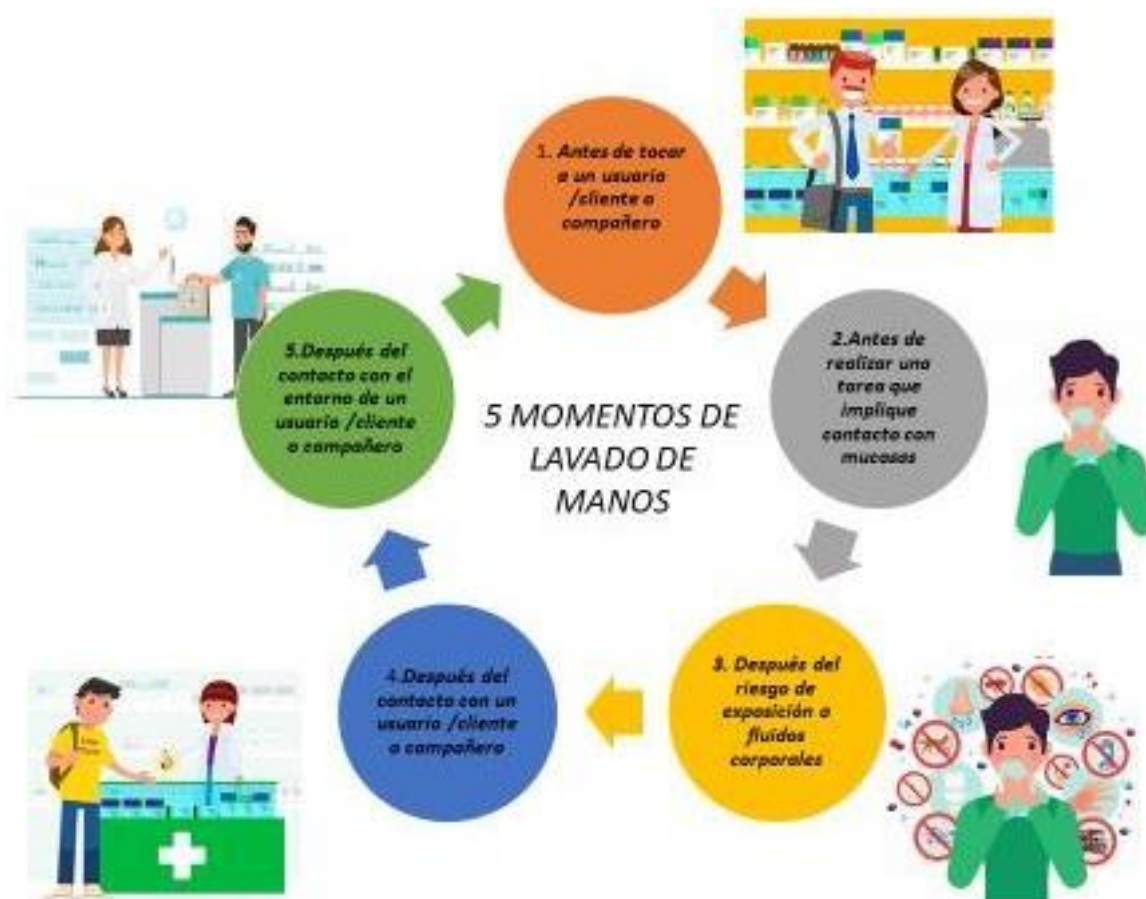 1. Antes de tocar
a un usuario
/cliente o
compañero
2.Antes de
realizar una
tarea que
implique
contacto con
mucosas
3. Después del
riesgo de
exposición a
fluidos
corporales
4.Después del
contacto con un
usuario /cliente
o compañero
5.Después del
contacto con el
entorno de un
usuario /cliente
o compañero
5 MOMENTOS DE
LAVADO DE
MANOS